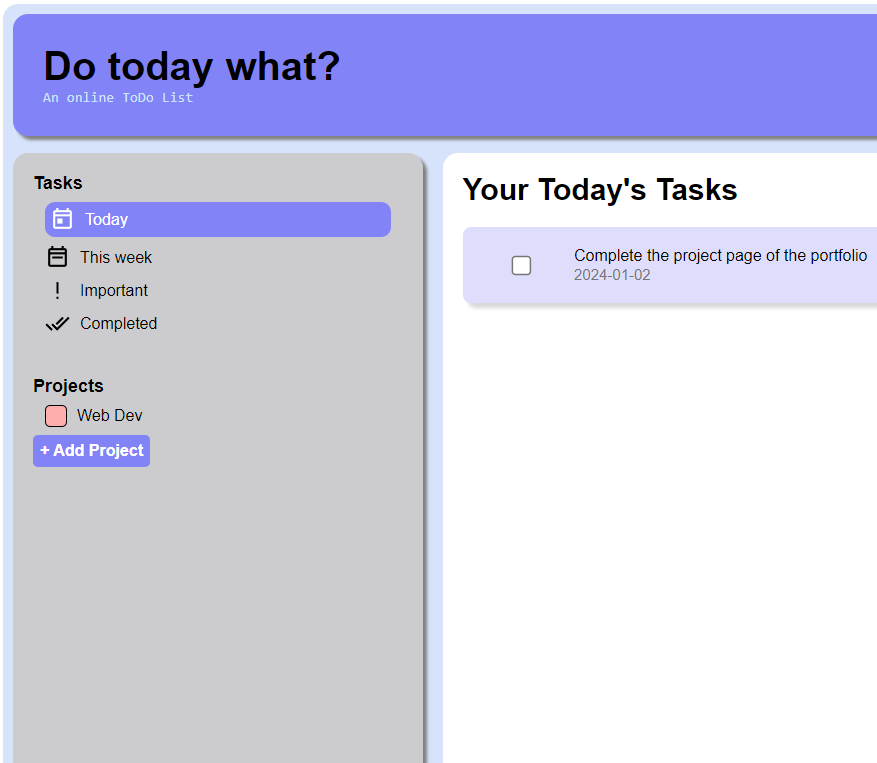 Do today what?
An online ToDo List
Tasks
Today
This week
! Important
Completed
Projects
Web Dev
+ Add Project
Your Today's Tasks
Complete the project page of the portfolio
2024-01-02